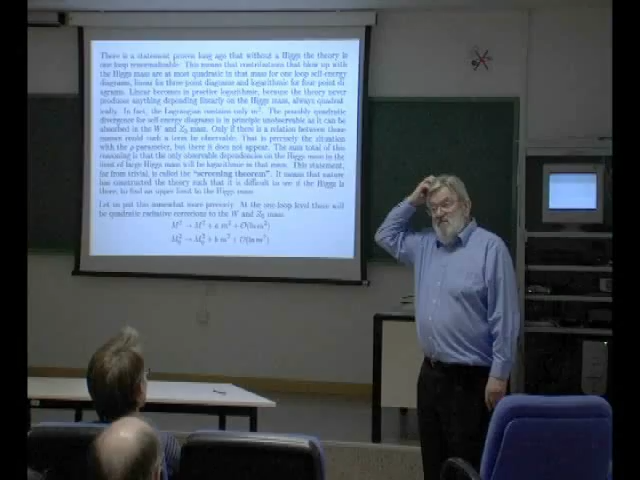 There is a statement proven long ago that without a Higgs the theory is
one loop renormalizable. This means that contributions that blow up with
the Higgs mass are at most quadratic in that mass for one loop self-energy
diagrams, linear for three point diagrams and logarithmic for four point di-
agrams. Linear becomes in practice logarithmic, because the theory never
produces anything depending linearly on the Higgs mass, always quadrat-
ically. In fact, the Lagrangian contains only m². The possibly quadratic
divergence for self-energy diagrams is in principle unobservable as it can be
absorbed in the W and Z₀ mass. Only if there is a relation between those
masses could such a term be observable. That is precisely the situation
with the ρ-parameter, but there it does not appear. The sum total of this
reasoning is that the only observable dependencies on the Higgs mass in the
limit of large Higgs mass will be logarithmic in that mass. This statement,
far from trivial, is called the "screening theorem". It means that nature
has constructed the theory such that it is difficult to see if the Higgs is
there, to find an upper limit to the Higgs mass.
Let us put this somewhat more precisely. At the one-loop level there will
be quadratic radiative corrections to the W and Z₀ mass:
M² → M² + a m² + O(ln m²)
M₀² → M₀² + b m² + O(ln m²)